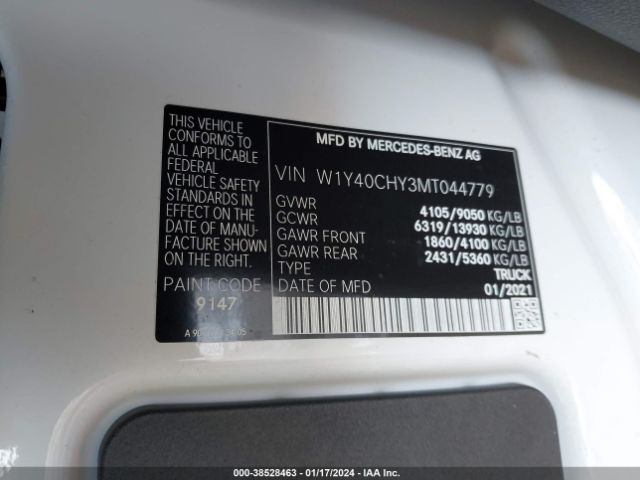 THIS VEHICLE
CONFORMS TO
ALL APPLICABLE
FEDERAL
VEHICLE SAFETY
STANDARDS IN
EFFECT ON THE
DATE OF MANU-
FACTURE SHOWN
ON THE RIGHT.
PAINT CODE
9147
MFD BY MERCEDES-BENZ AG
VIN W1Y40CHY3MT044779
GVWR 4105/9050 KG/LB
GCWR 6319/13930 KG/LB
GAWR FRONT 1860/4100 KG/LB
GAWR REAR 2431/5360 KG/LB
TYPE TRUCK
DATE OF MFD 01/2021
000-38528463 - 01/17/2024 - IAA CANADA